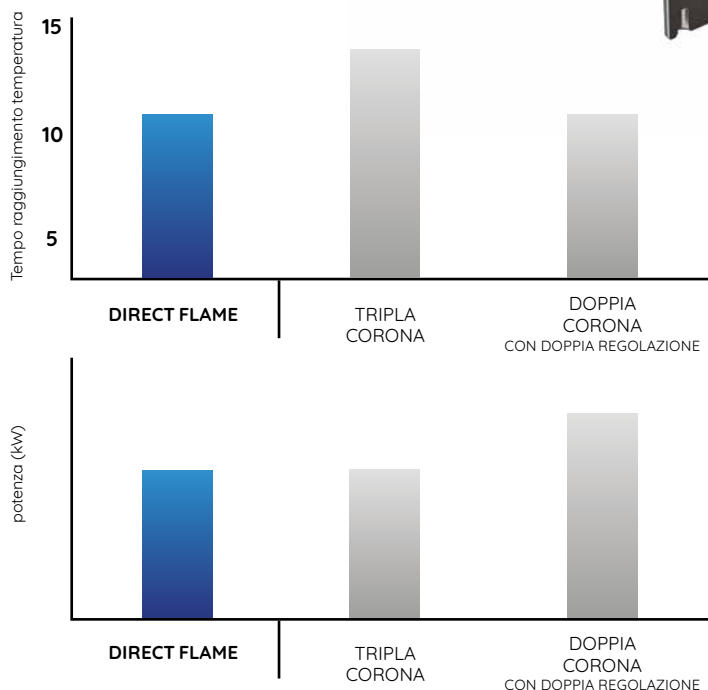 Tempo raggiungimento temperatura
15
10
5
DIRECT FLAME
TRIPLA
CORONA
DOPPIA
CORONA
CON DOPPIA REGOLAZIONE
potenza (kW)
DIRECT FLAME
TRIPLA
CORONA
DOPPIA
CORONA
CON DOPPIA REGOLAZIONE